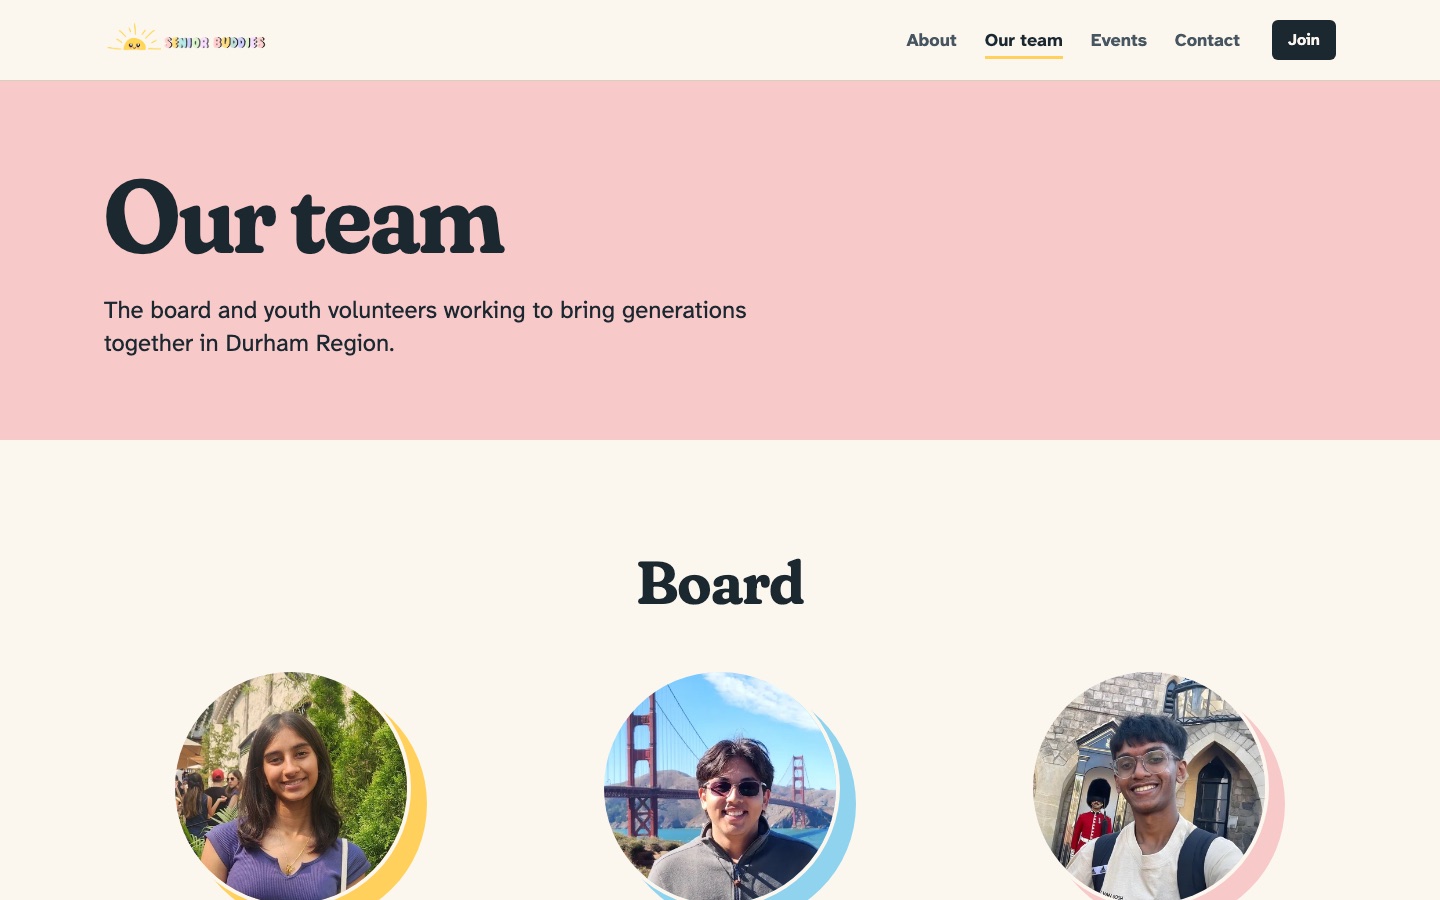 SENIOR BUDDIES
About
Our team
Events
Contact
Join
Our team
The board and youth volunteers working to bring generations
together in Durham Region.
Board